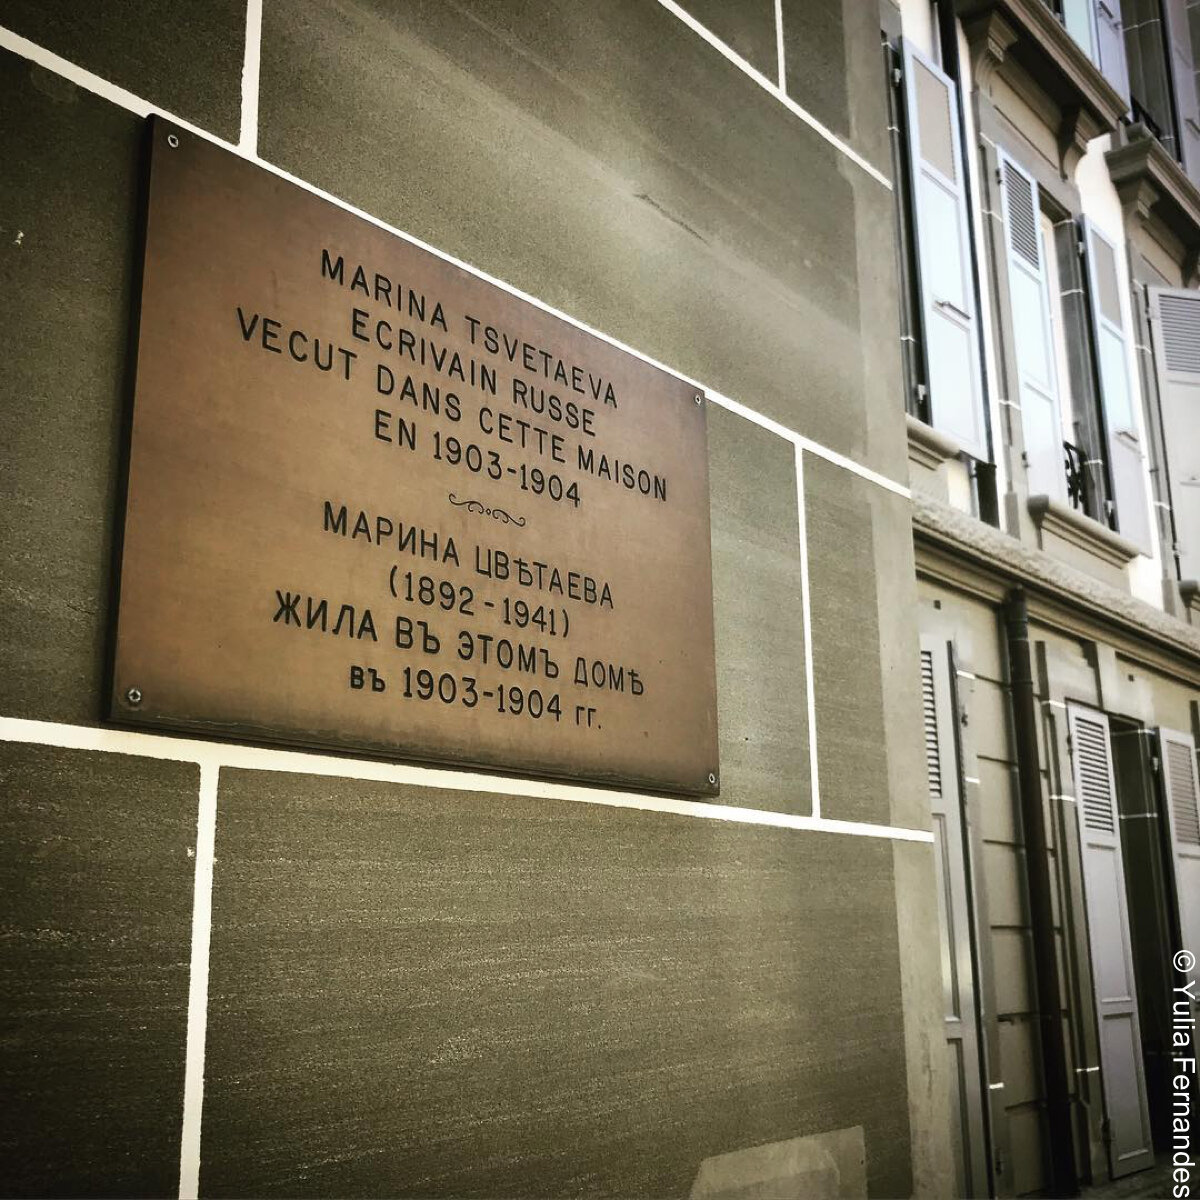 MARINA TSVETAEVA
ECRIVAIN RUSSE
VECUT DANS CETTE MAISON
EN 1903-1904
МАРИНА ЦВѢТАЕВА
(1892 - 1941)
ЖИЛА ВЪ ЭТОМЪ ДОМѢ
въ 1903-1904 гг.
© Yulia Fernandes